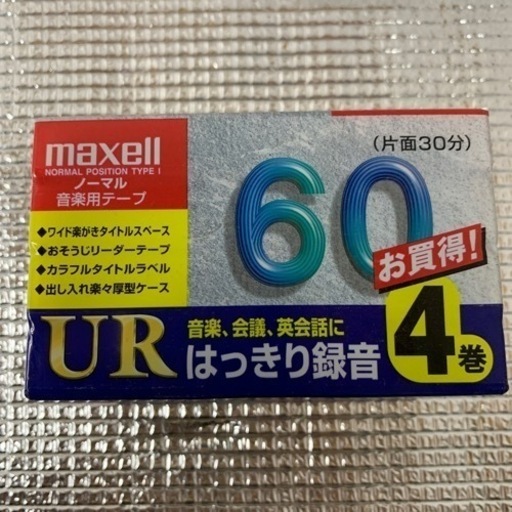 maxell
NORMAL POSITION TYPE I
ノーマル
音楽用テープ
◆ワイド楽がきタイトルスペース
◆おそうじリーダーテープ
◆カラフルタイトルラベル
◆出し入れ楽々厚型ケース
(片面30分)
60
お買得!
4巻
UR
音楽、会議、英会話に
はっきり録音